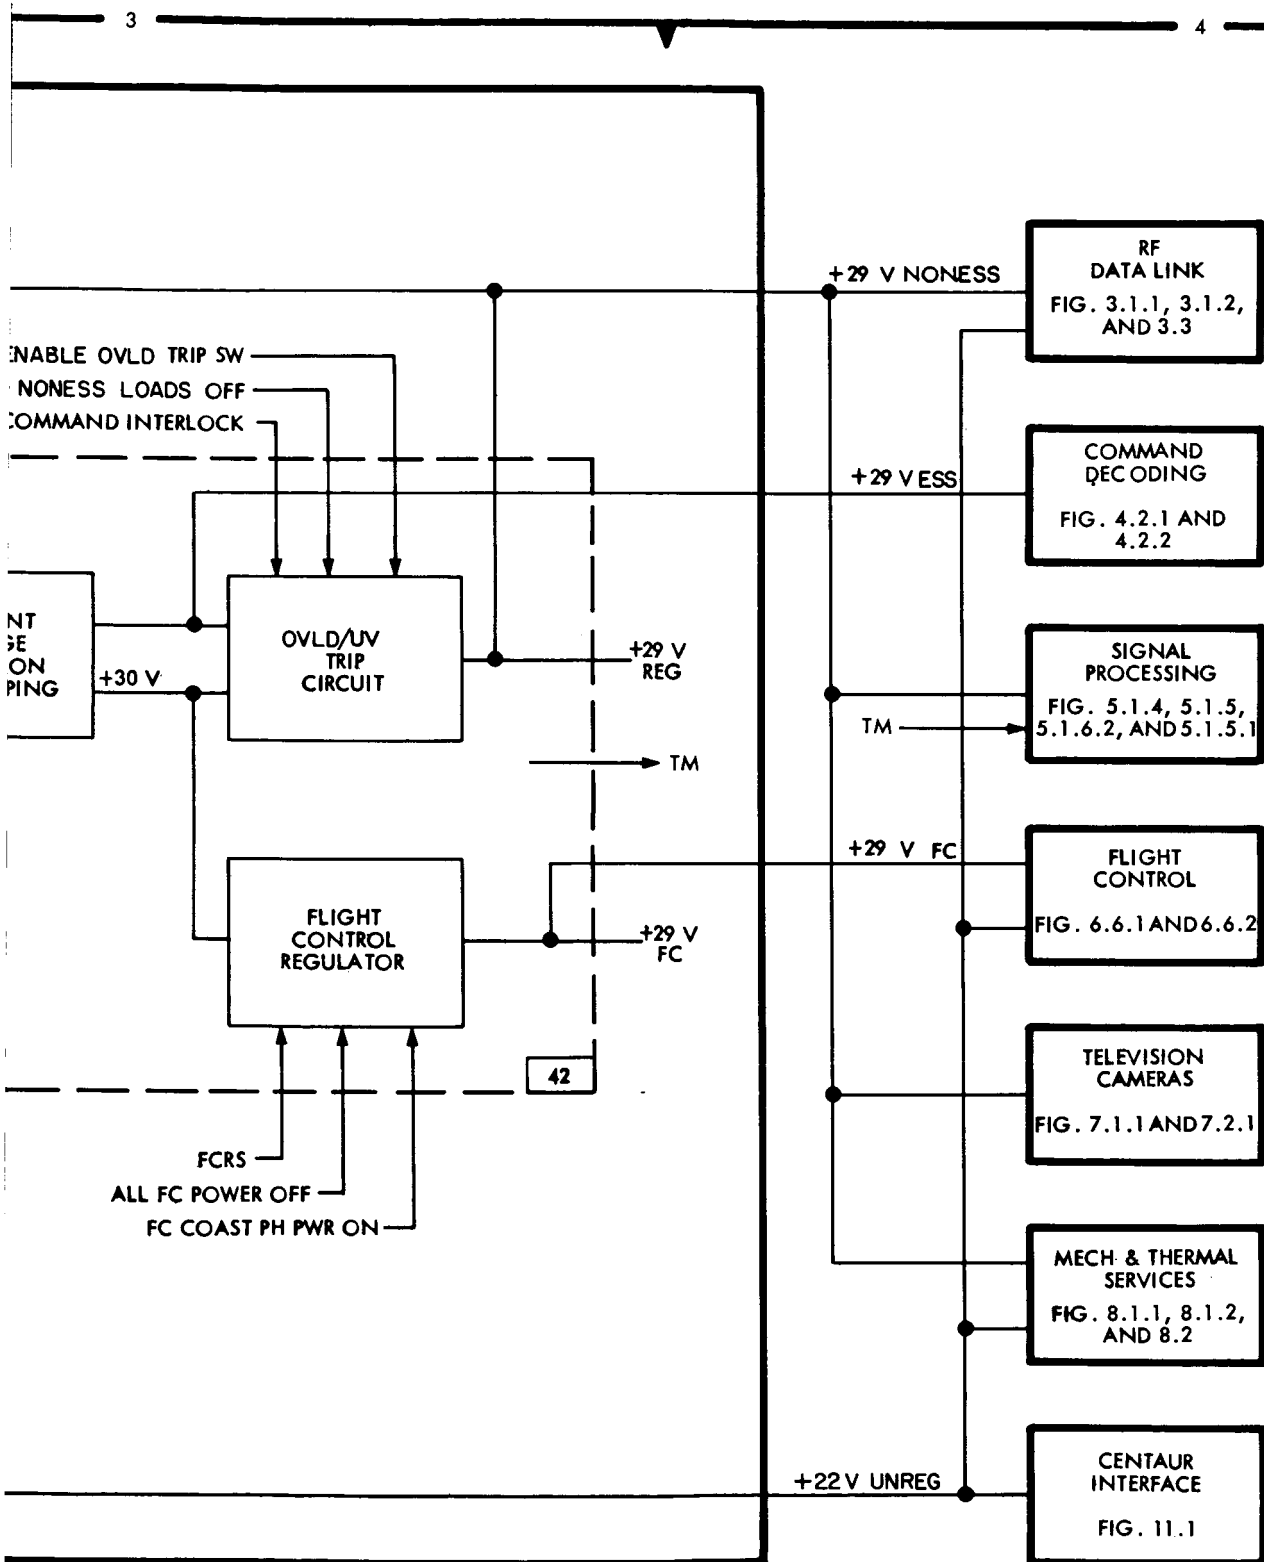 3
4
+29 V NONESS
RF
DATA LINK
FIG. 3.1.1, 3.1.2,
AND 3.3
ENABLE OVLD TRIP SW
NONESS LOADS OFF
COMMAND INTERLOCK
+29 V ESS
COMMAND
DECODING
FIG. 4.2.1 AND
4.2.2
NT
GE
ON
PING
+30 V
OVLD/UV
TRIP
CIRCUIT
+29 V
REG
TM
SIGNAL
PROCESSING
FIG. 5.1.4, 5.1.5,
5.1.6.2, AND 5.1.5.1
TM
+29 V FC
FLIGHT
CONTROL
FIG. 6.6.1 AND 6.6.2
FLIGHT
CONTROL
REGULATOR
+29 V
FC
42
TELEVISION
CAMERAS
FIG. 7.1.1 AND 7.2.1
FCRS
ALL FC POWER OFF
FC COAST PH PWR ON
MECH & THERMAL
SERVICES
FIG. 8.1.1, 8.1.2,
AND 8.2
+22 V UNREG
CENTAUR
INTERFACE
FIG. 11.1